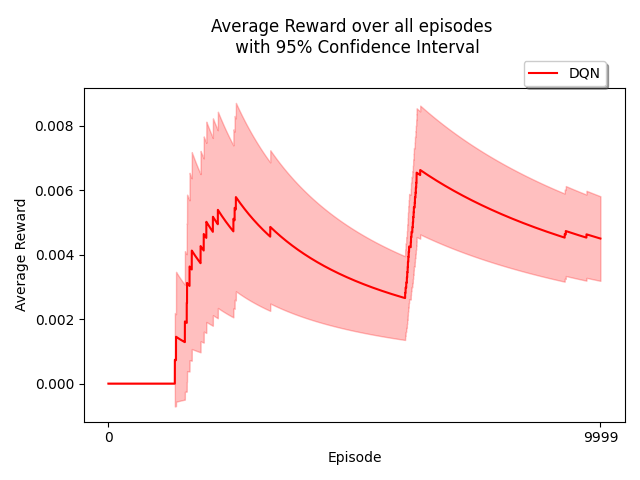 Average Reward over all episodes
with 95% Confidence Interval
DQN
0.008
0.006
0.004
0.002
0.000
Average Reward
0
9999
Episode